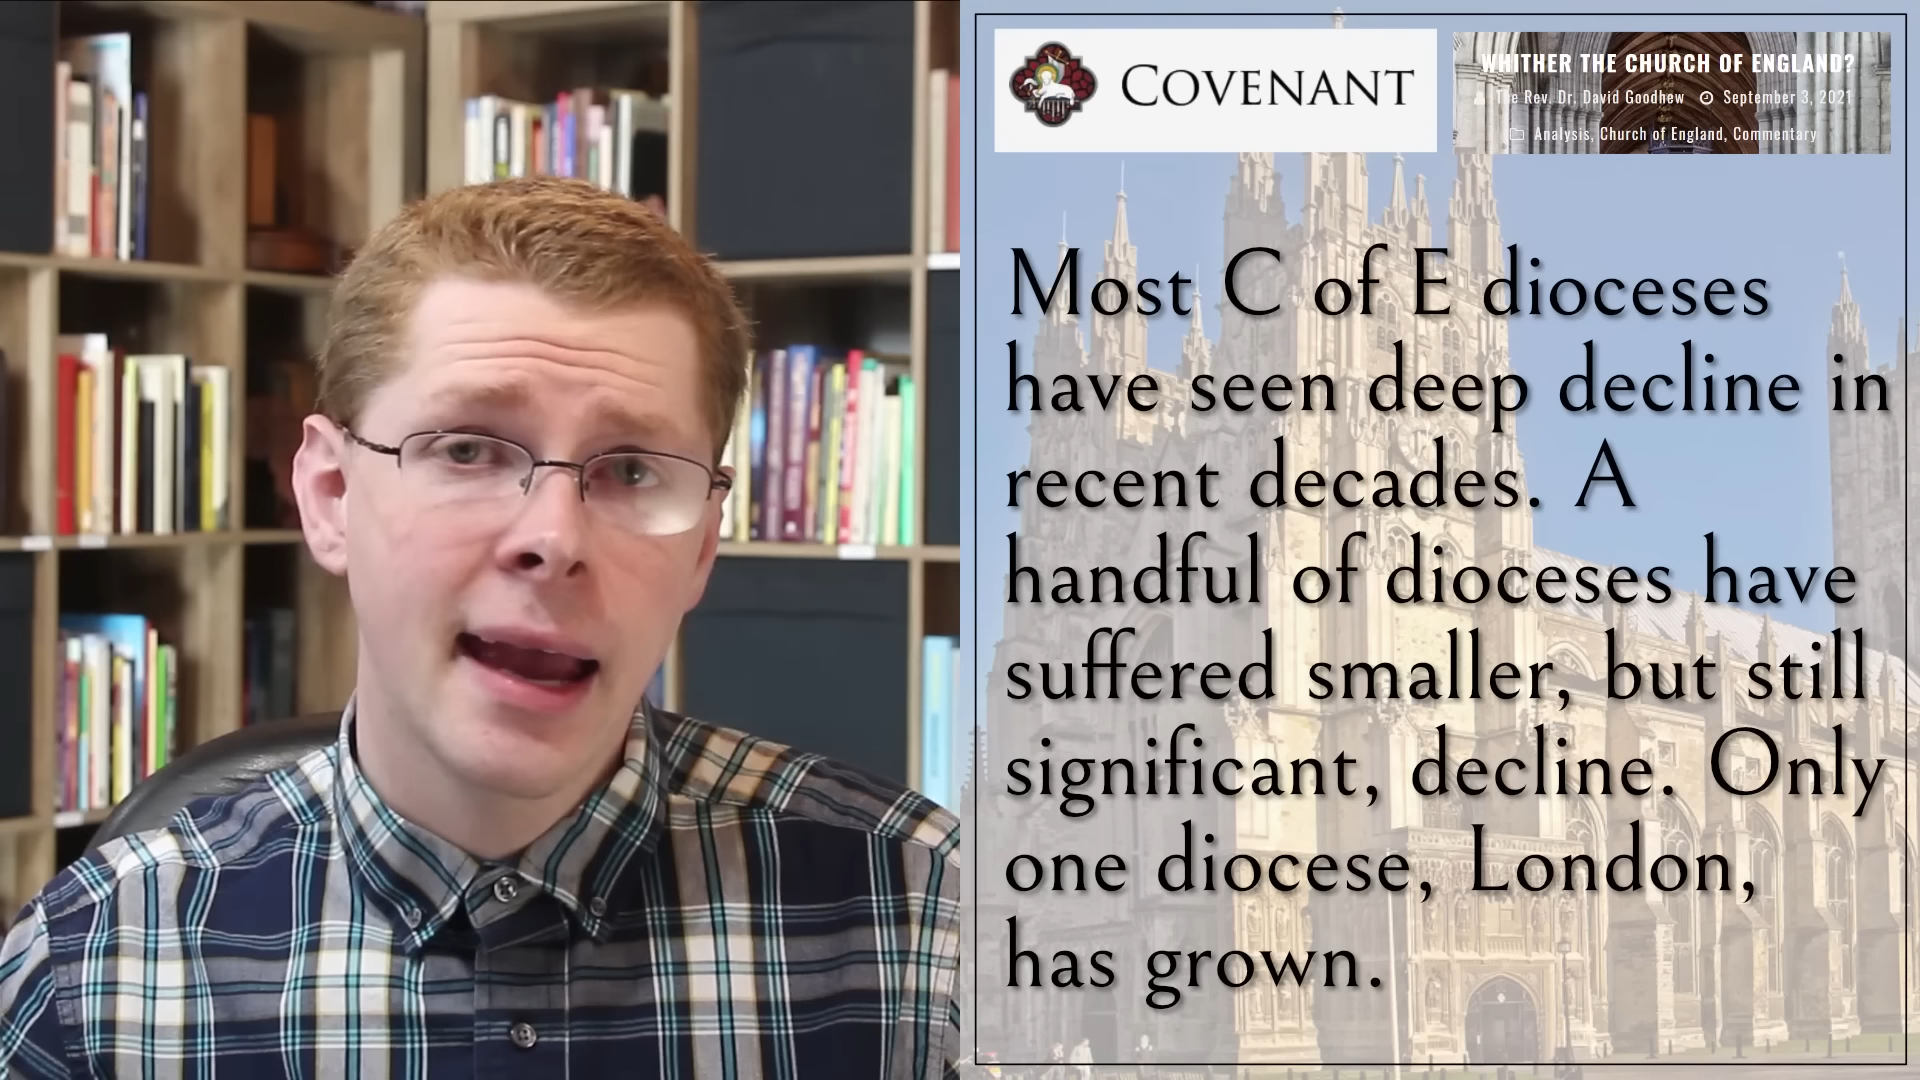 COVENANT
WHITHER THE CHURCH OF ENGLAND?
The Rev. Dr. David Goodhew September 3, 2021
Analysis, Church of England, Commentary
Most C of E dioceses
have seen deep decline in
recent decades. A
handful of dioceses have
suffered smaller, but still
significant, decline. Only
one diocese, London,
has grown.